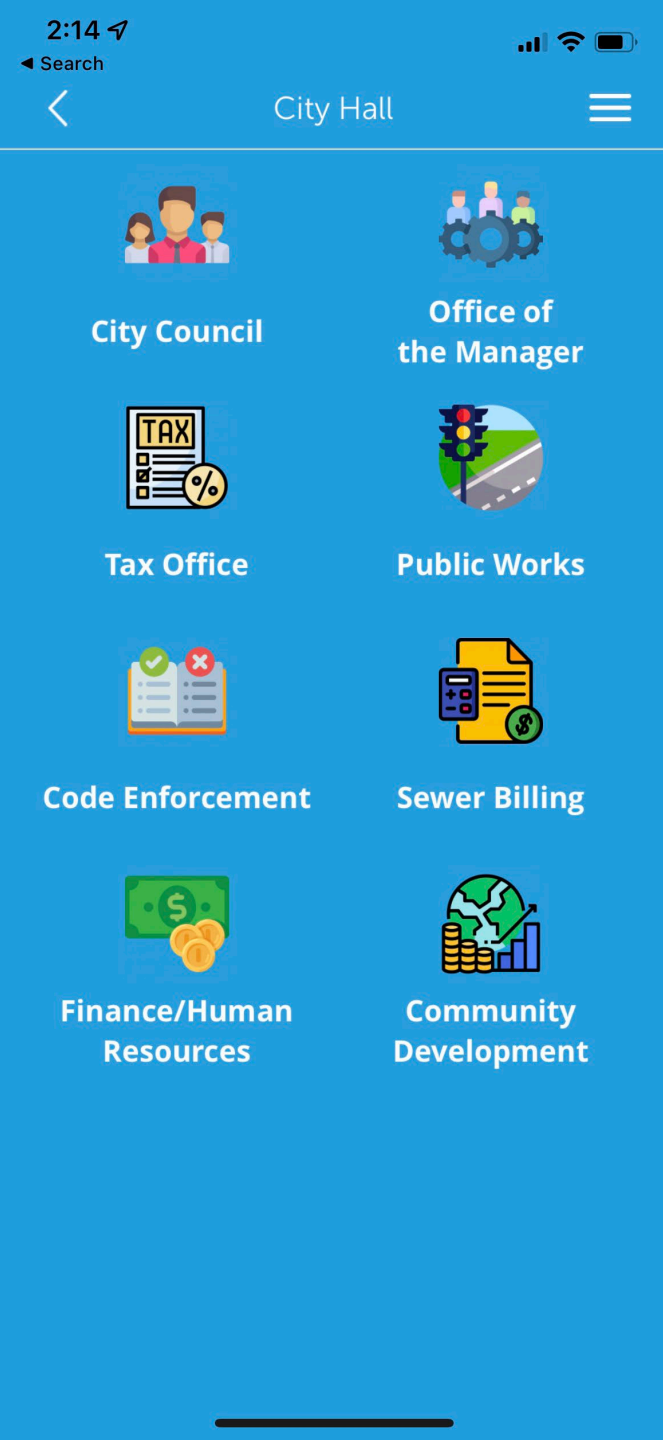 2:14
◀ Search
City Hall
City Council
Office of
the Manager
TAX
%
Tax Office
Public Works
Code Enforcement
$
Sewer Billing
$
Finance/Human
Resources
Community
Development